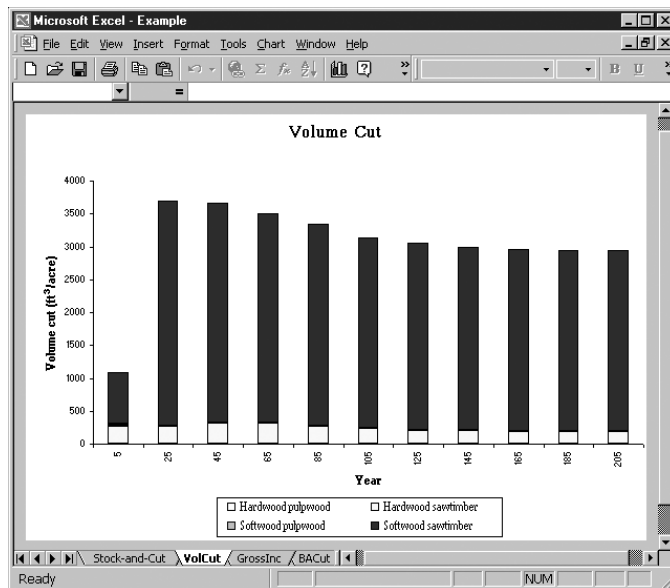 Microsoft Excel - Example
File Edit View Insert Format Tools Chart Window Help
Σ fx B U
=
Volume Cut
4000
3500
3000
2500
2000
1500
1000
500
0
Volume cut (ft³/acre)
5 25 45 65 85 105 125 145 165 185 205
Year
Hardwood pulpwood Hardwood sawtimber
Softwood pulpwood Softwood sawtimber
Stock-and-Cut VolCut GrossInc BACut
Ready NUM